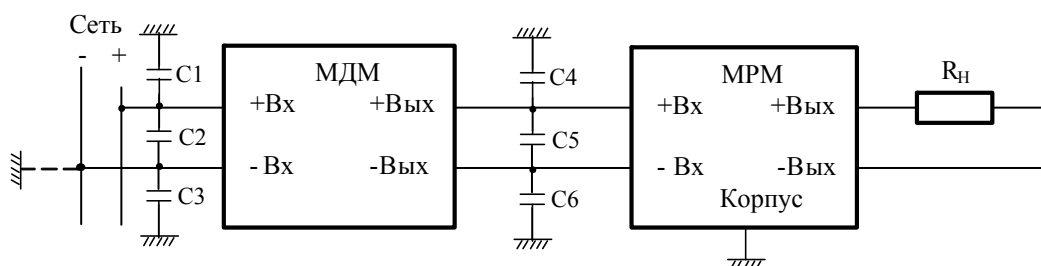 Сеть
- +
C1
C2
C3
МДМ
+Вх +Вых
- Вх -Вых
C4
C5
C6
МРМ
+Вх +Вых
- Вх -Вых
Корпус
RН